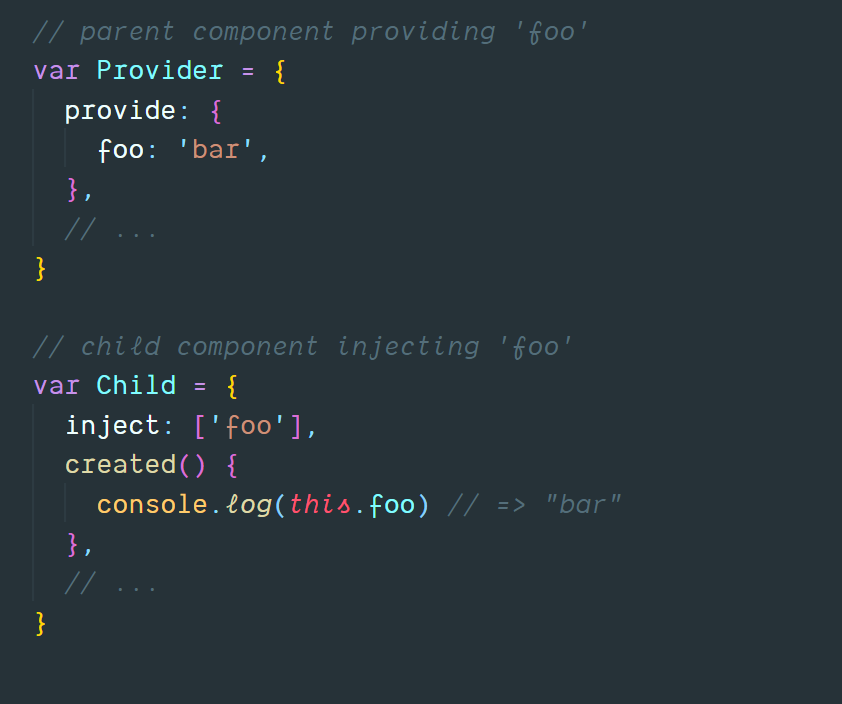 // parent component providing 'foo'
var Provider = {
  provide: {
    foo: 'bar',
  },
  // ...
}

// child component injecting 'foo'
var Child = {
  inject: ['foo'],
  created() {
    console.log(this.foo) // => "bar"
  },
  // ...
}